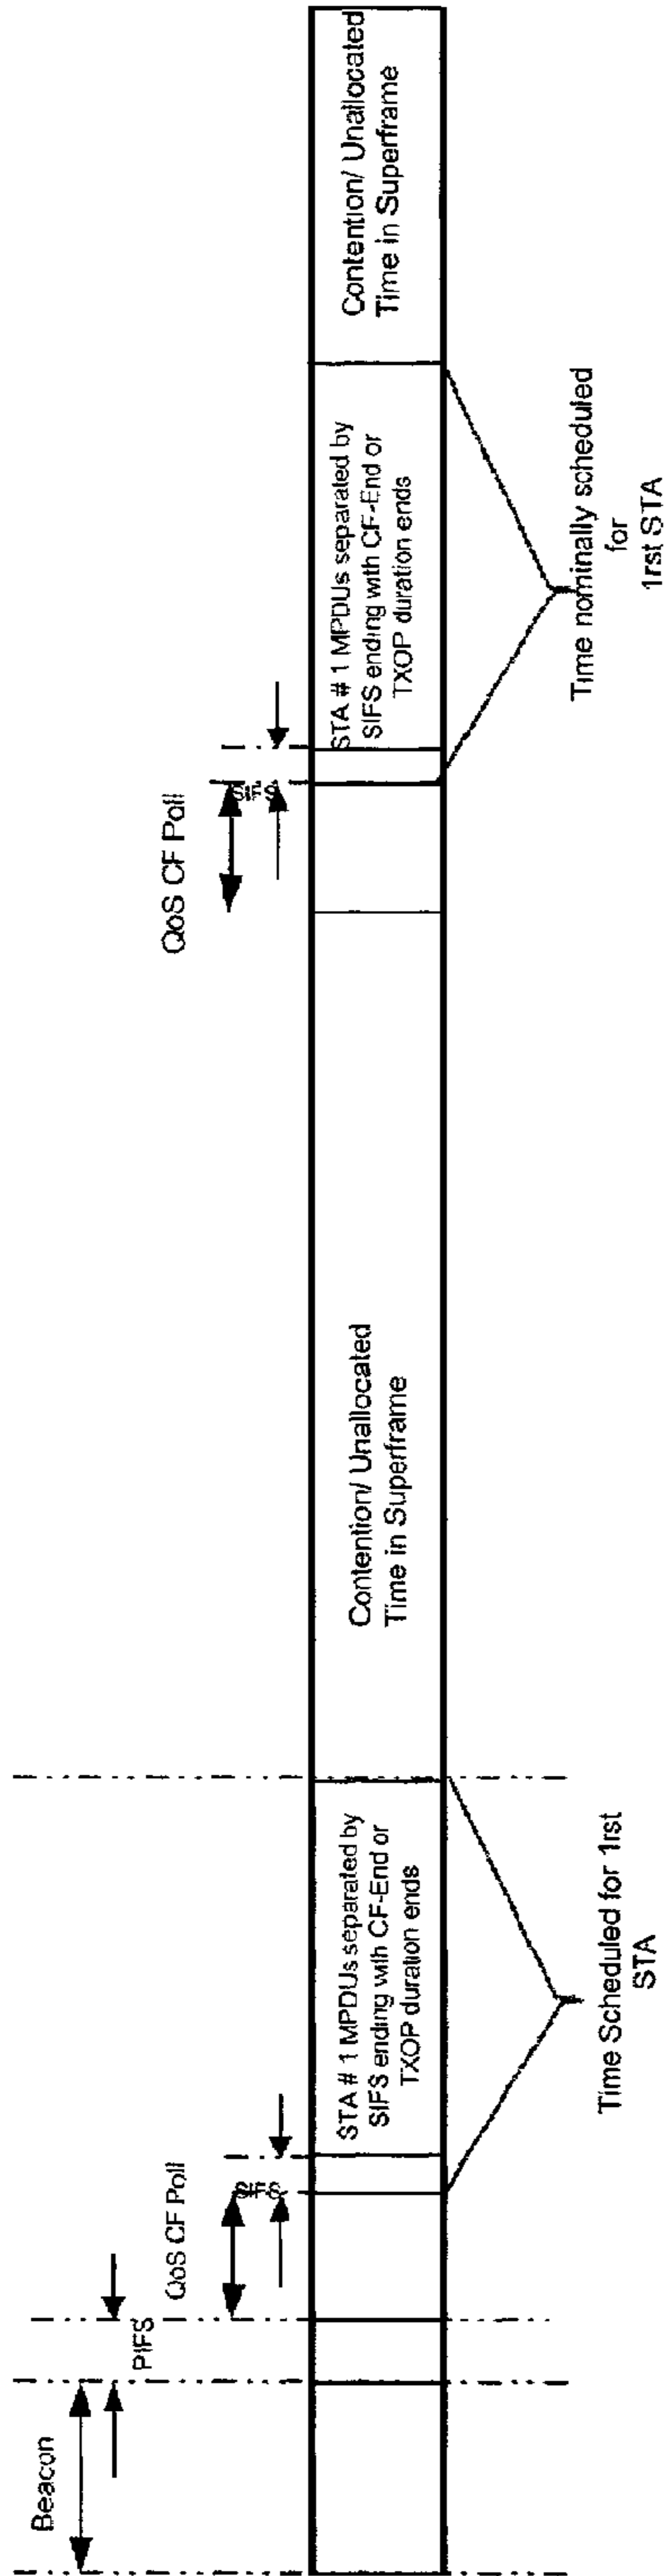 Beacon
PIFS
QoS CF Poll
SIFS
STA # 1 MPDUs separated by
SIFS ending with CF-End or
TXOP duration ends
Time Scheduled for 1rst
STA
Contention/ Unallocated
Time in Superframe
QoS CF Poll
SIFS
STA # 1 MPDUs separated by
SIFS ending with CF-End or
TXOP duration ends
Time nominally scheduled
for
1rst STA
Contention/ Unallocated
Time in Superframe